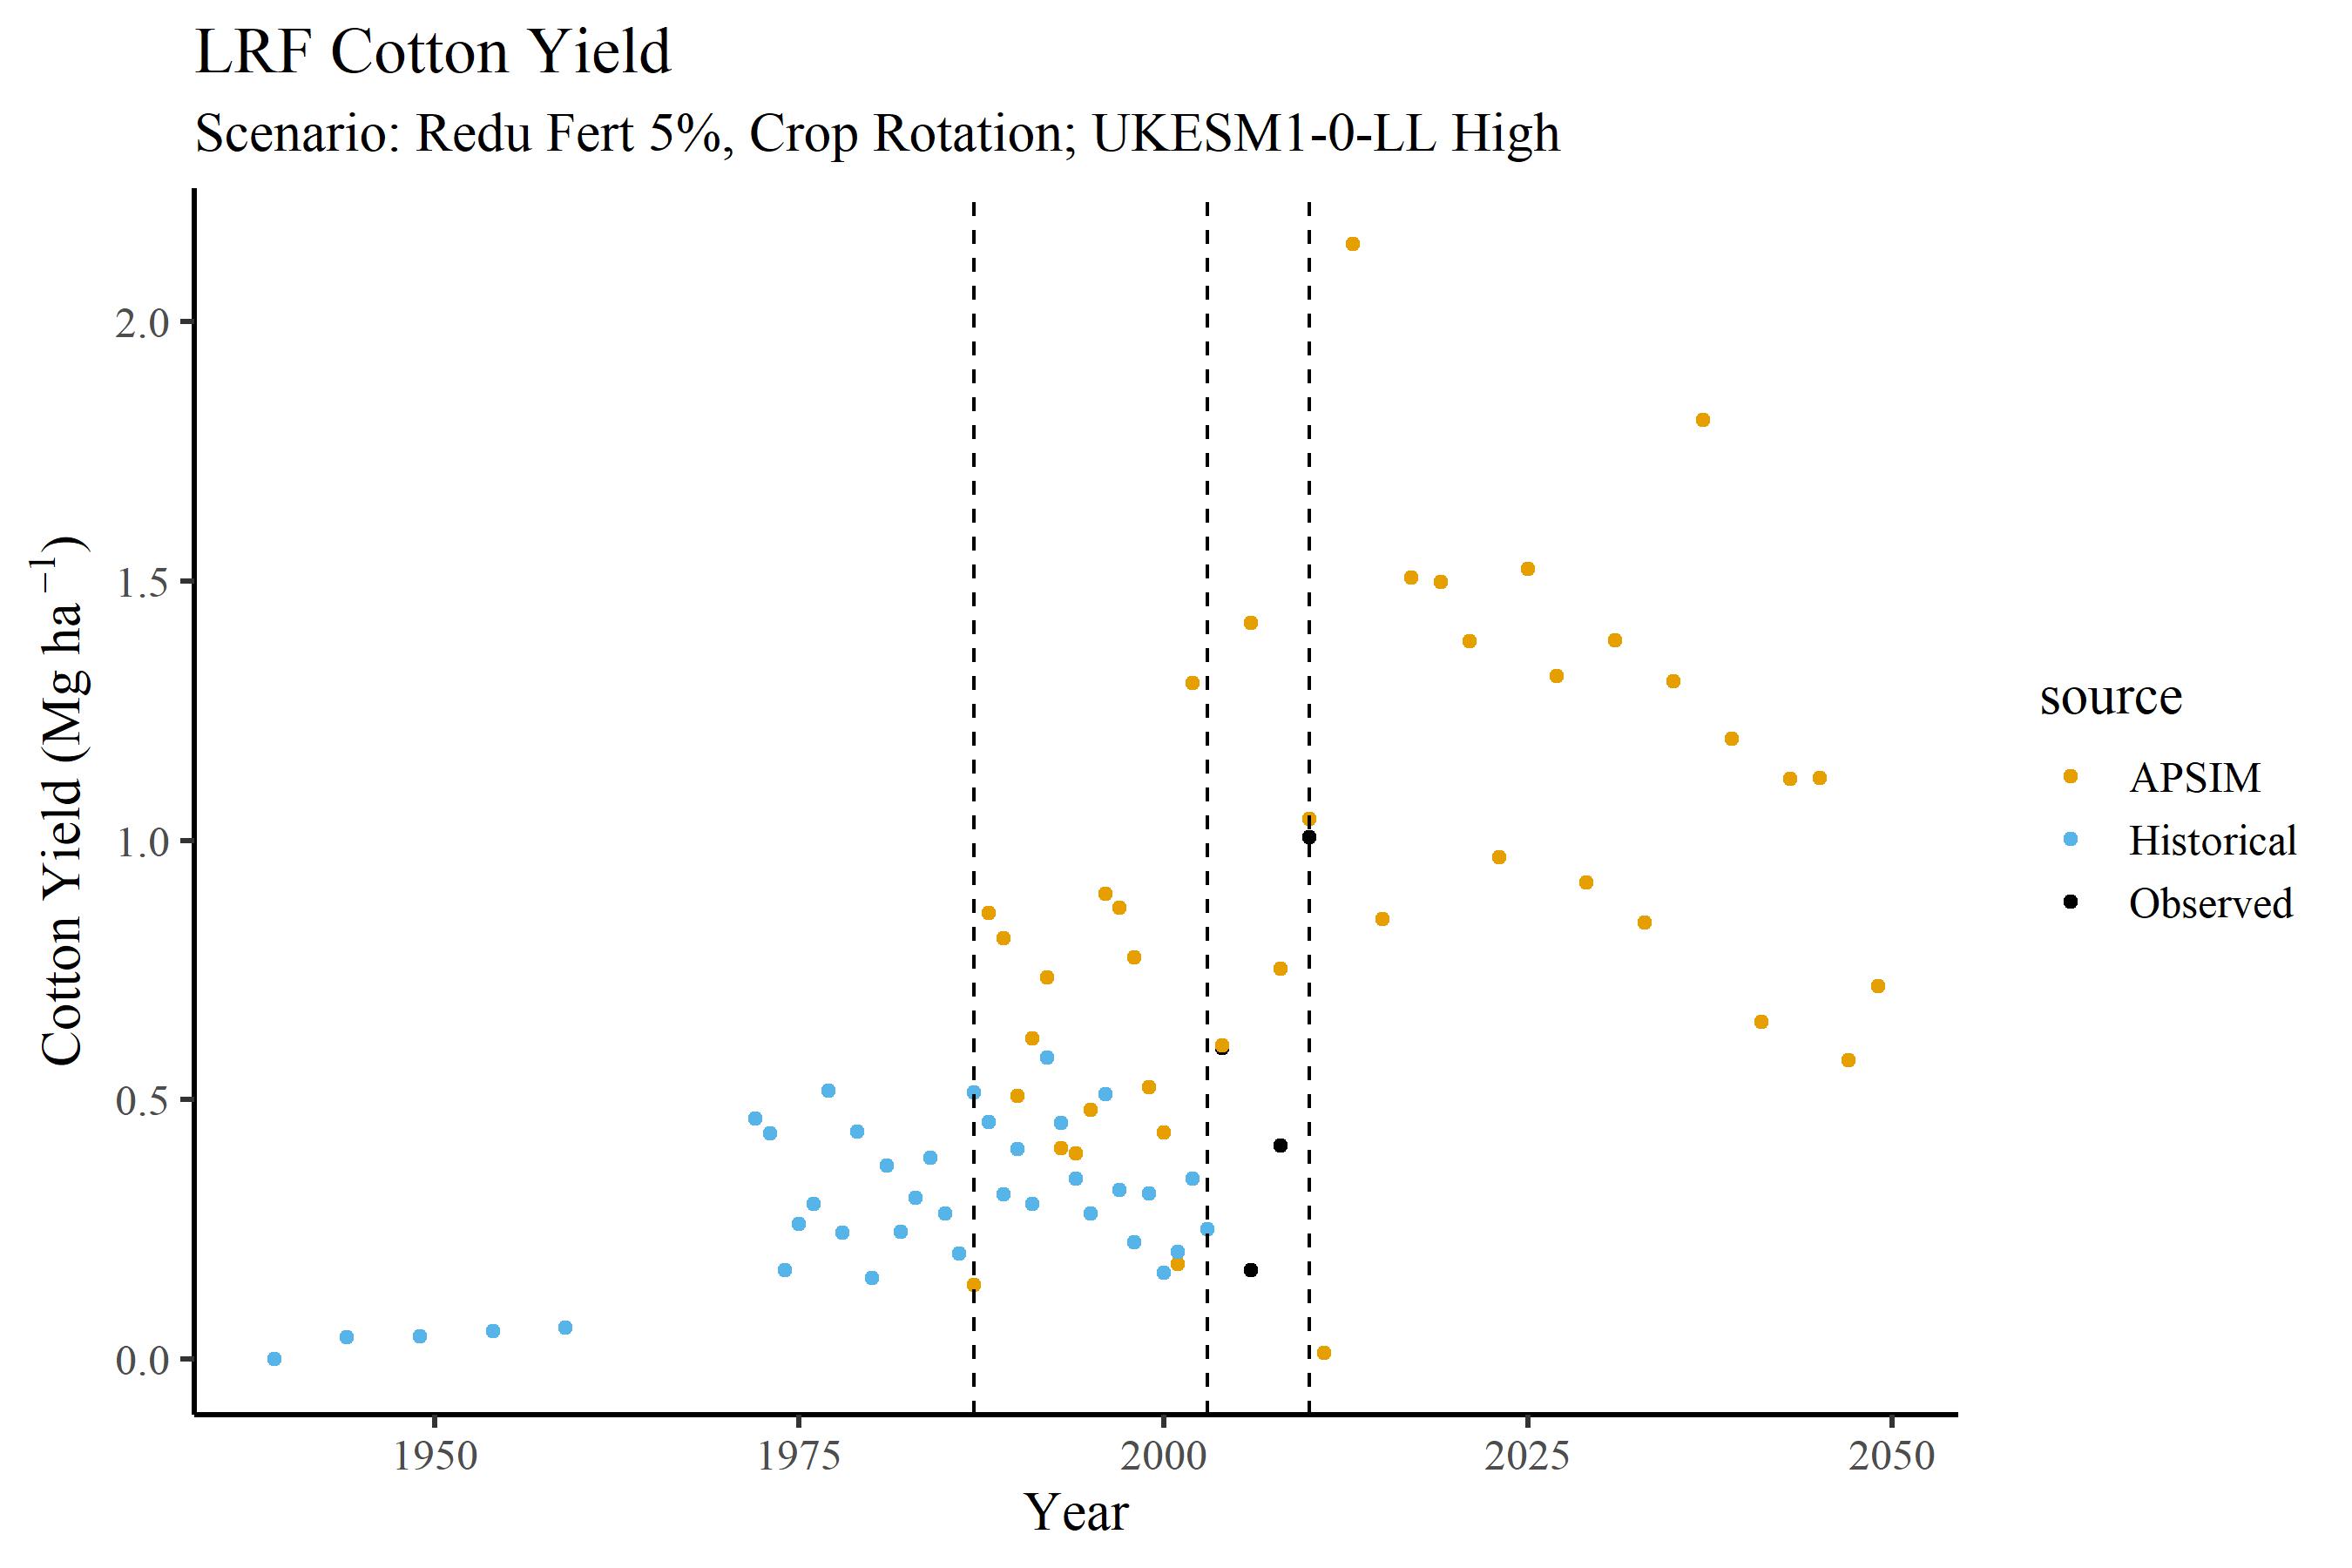 LRF Cotton Yield
Scenario: Redu Fert 5%, Crop Rotation; UKESM1-0-LL High
Cotton Yield (Mg ha⁻¹)
2.0
1.5
1.0
0.5
0.0
1950 1975 2000 2025 2050
Year
source
APSIM
Historical
Observed